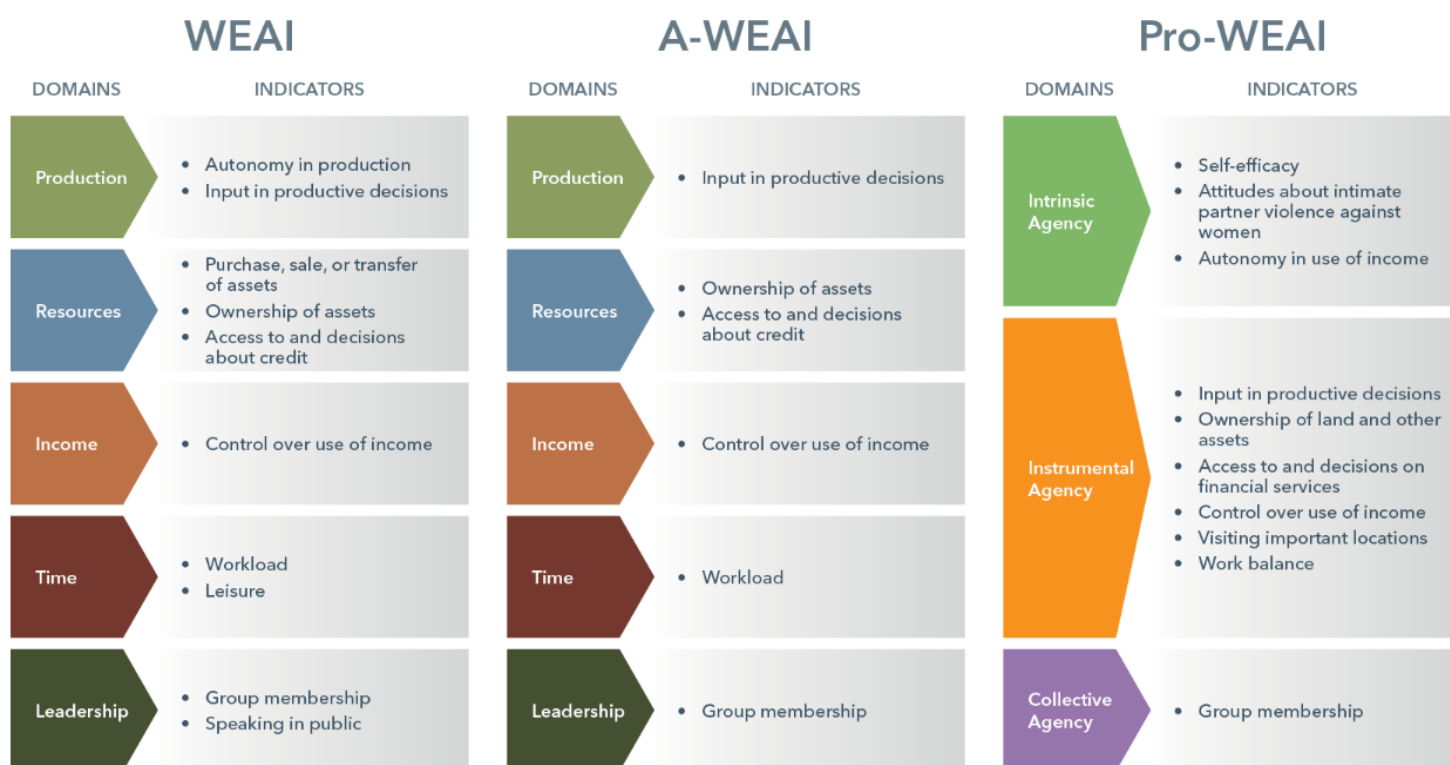 WEAI
DOMAINS
INDICATORS
Production
• Autonomy in production
• Input in productive decisions
Resources
• Purchase, sale, or transfer
of assets
• Ownership of assets
• Access to and decisions
about credit
Income
• Control over use of income
Time
• Workload
• Leisure
Leadership
• Group membership
• Speaking in public
A-WEAI
DOMAINS
INDICATORS
Production
• Input in productive decisions
Resources
• Ownership of assets
• Access to and decisions
about credit
Income
• Control over use of income
Time
• Workload
Leadership
• Group membership
Pro-WEAI
DOMAINS
INDICATORS
Intrinsic
Agency
• Self-efficacy
• Attitudes about intimate
partner violence against
women
• Autonomy in use of income
Instrumental
Agency
• Input in productive decisions
• Ownership of land and other
assets
• Access to and decisions on
financial services
• Control over use of income
• Visiting important locations
• Work balance
Collective
Agency
• Group membership